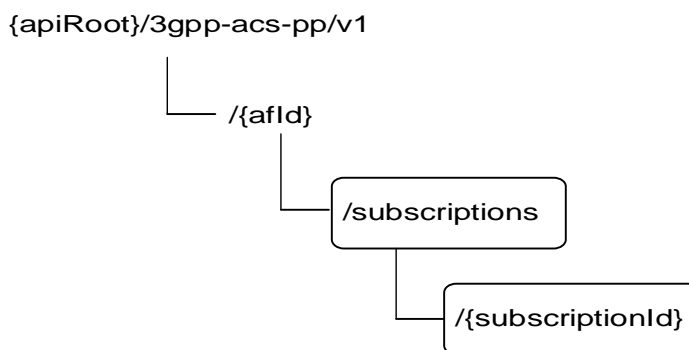 {apiRoot}/3gpp-acs-pp/v1
/{afId}
/subscriptions
/{subscriptionId}